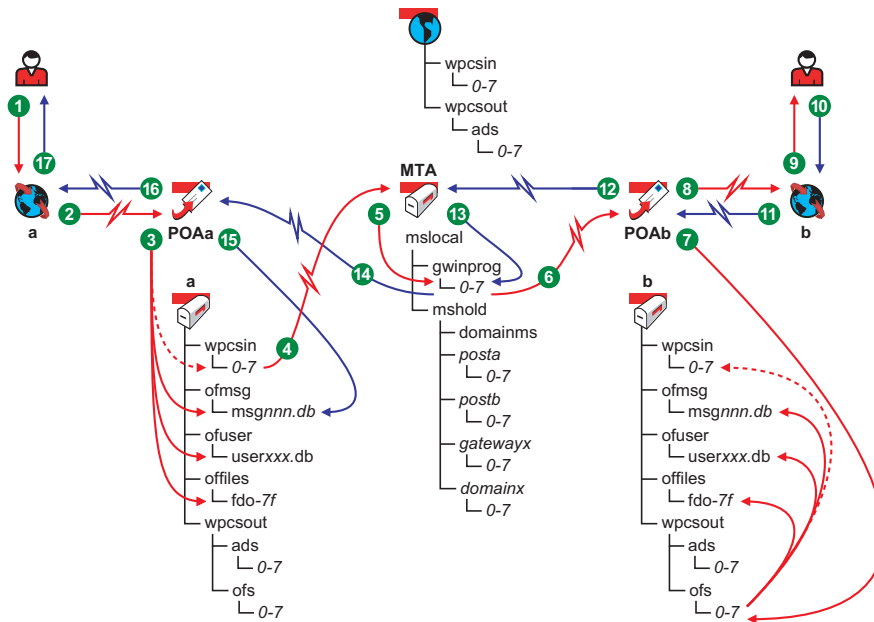 wpcsin
0-7
wpcsout
ads
0-7
1
17
10
9
a
2
16
POAa
3
15
MTA
5
13
12
POAb
8
7
11
b
mslocal
gwinprog
0-7
14
6
mshold
domainms
posta
0-7
postb
0-7
gatewayx
0-7
domainx
0-7
a
wpcsin
0-7
4
ofmsg
msgnnn.db
ofuser
userxxx.db
offiles
fdo-7f
wpcsout
ads
0-7
ofs
0-7
b
wpcsin
0-7
ofmsg
msgnnn.db
ofuser
userxxx.db
offiles
fdo-7f
wpcsout
ads
0-7
ofs
0-7